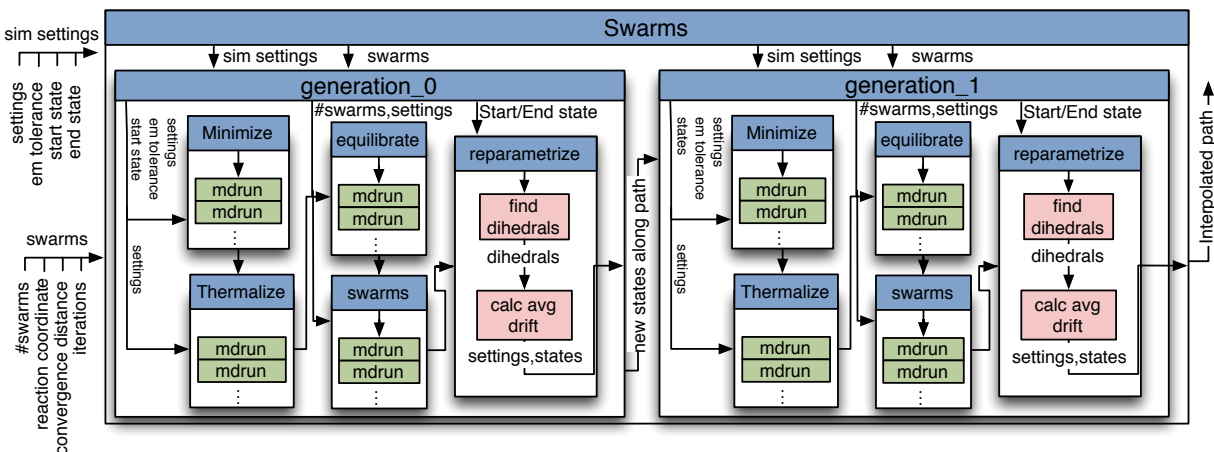 Swarms
sim settings
settings
em tolerance
start state
end state
swarms
#swarms
reaction coordinate
convergence distance
iterations
sim settings
swarms
generation_0
#swarms,settings
Start/End state
settings
em tolerance
start state
settings
Minimize
mdrun
mdrun
...
Thermalize
mdrun
mdrun
...
equilibrate
mdrun
mdrun
...
swarms
mdrun
mdrun
...
reparametrize
find
dihedrals
dihedrals
calc avg
drift
settings,states
new states along path
sim settings
swarms
generation_1
#swarms,settings
Start/End state
settings
em tolerance
states
settings
Minimize
mdrun
mdrun
...
Thermalize
mdrun
mdrun
...
equilibrate
mdrun
mdrun
...
swarms
mdrun
mdrun
...
reparametrize
find
dihedrals
dihedrals
calc avg
drift
settings,states
Interpolated path